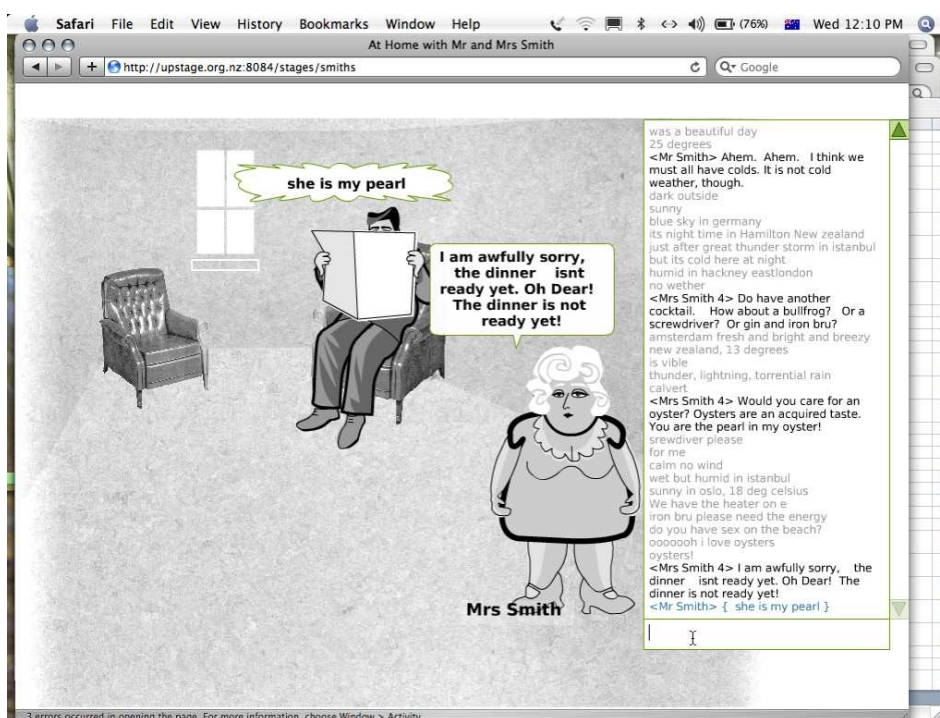 Safari File Edit View History Bookmarks Window Help (76%) Wed 12:10 PM
At Home with Mr and Mrs Smith
http://upstage.org.nz:8084/stages/smiths
Google
she is my pearl
I am awfully sorry,
the dinner isnt
ready yet. Oh Dear!
The dinner is not
ready yet!
Mrs Smith
was a beautiful day
25 degrees
<Mr Smith> Ahem. Ahem. I think we
must all have colds. It is not cold
weather, though.
dark outside
sunny
blue sky in germany
its night time in Hamilton New zealand
just after great thunder storm in istanbul
but its cold here at night
humid in hackney eastlondon
no wether
<Mrs Smith 4> Do have another
cocktail. How about a bullfrog? Or a
screwdriver? Or gin and iron bru?
amsterdam fresh and bright and breezy
new zealand, 13 degrees
is vible
thunder, lightning, torrential rain
calvert
<Mrs Smith 4> Would you care for an
oyster? Oysters are an acquired taste.
You are the pearl in my oyster!
srewdiver please
for me
calm no wind
wet but humid in istanbul
sunny in oslo, 18 deg celsius
We have the heater on e
iron bru please need the energy
do you have sex on the beach?
ooooooh i love oysters
oysters!
<Mrs Smith 4> I am awfully sorry, the
dinner isnt ready yet. Oh Dear! The
dinner is not ready yet!
<Mr Smith> { she is my pearl }
3 errors occurred in opening the page. For more information, choose Window > Activity